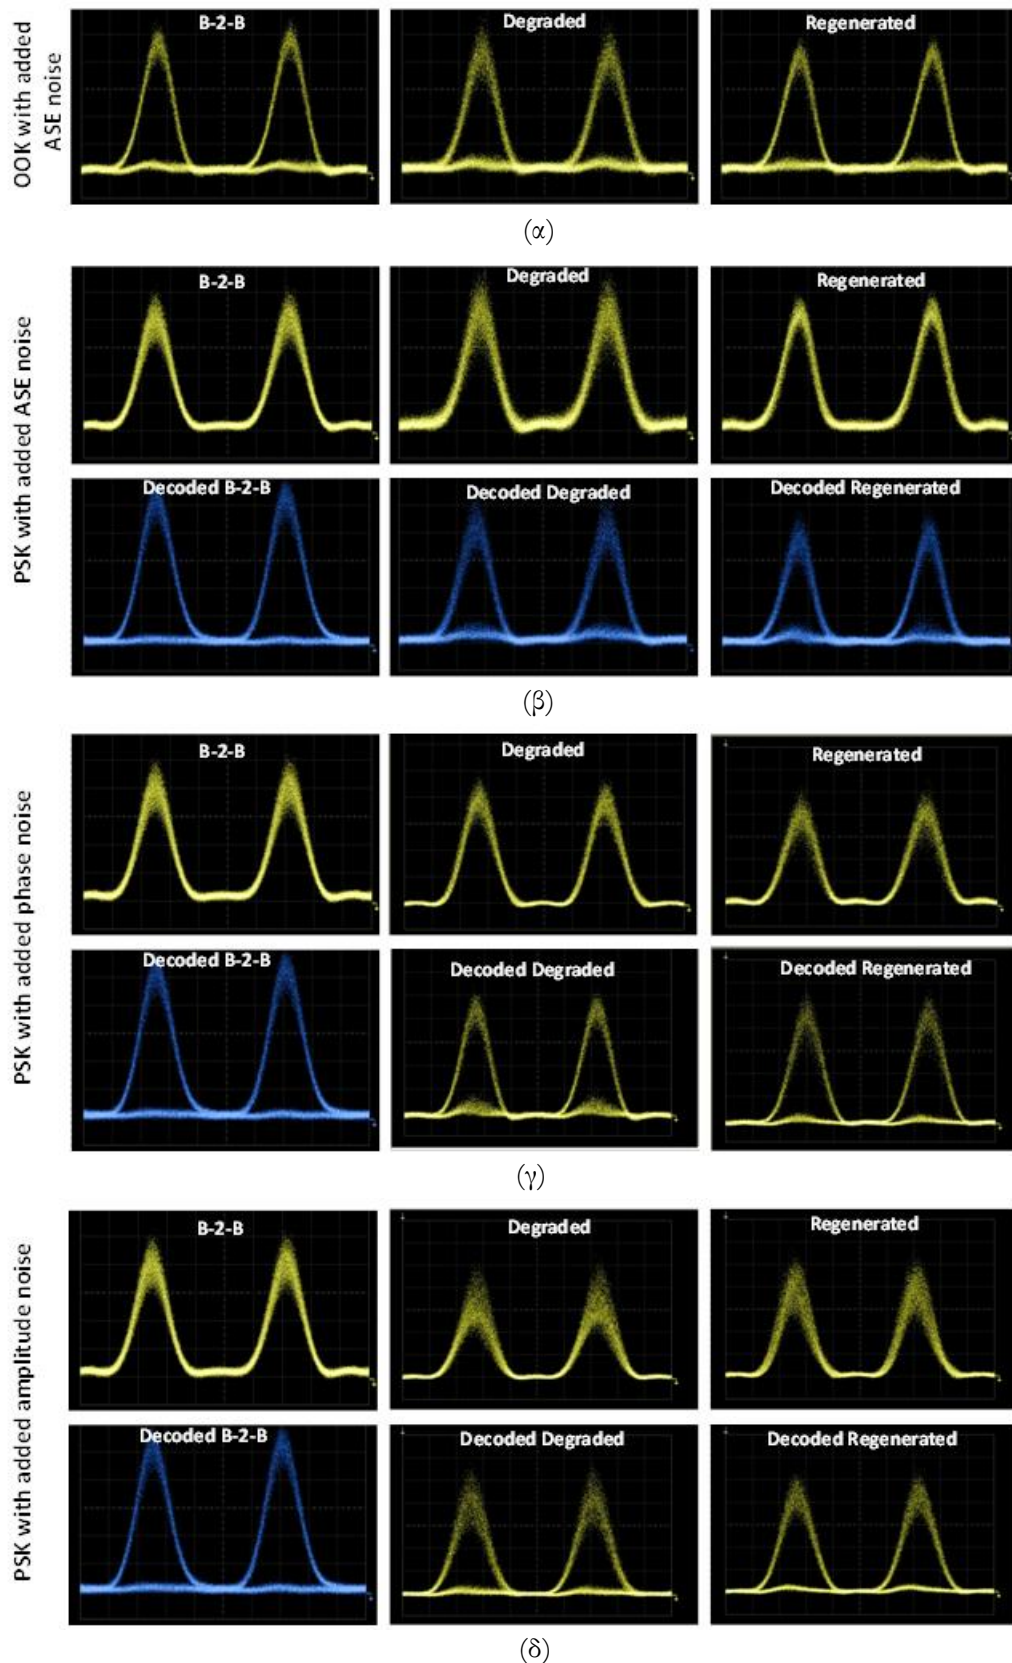 OOK with added
ASE noise
B-2-B
Degraded
Regenerated
(α)
PSK with added ASE noise
B-2-B
Degraded
Regenerated
Decoded B-2-B
Decoded Degraded
Decoded Regenerated
(β)
PSK with added phase noise
B-2-B
Degraded
Regenerated
Decoded B-2-B
Decoded Degraded
Decoded Regenerated
(γ)
PSK with added amplitude noise
B-2-B
Degraded
Regenerated
Decoded B-2-B
Decoded Degraded
Decoded Regenerated
(δ)